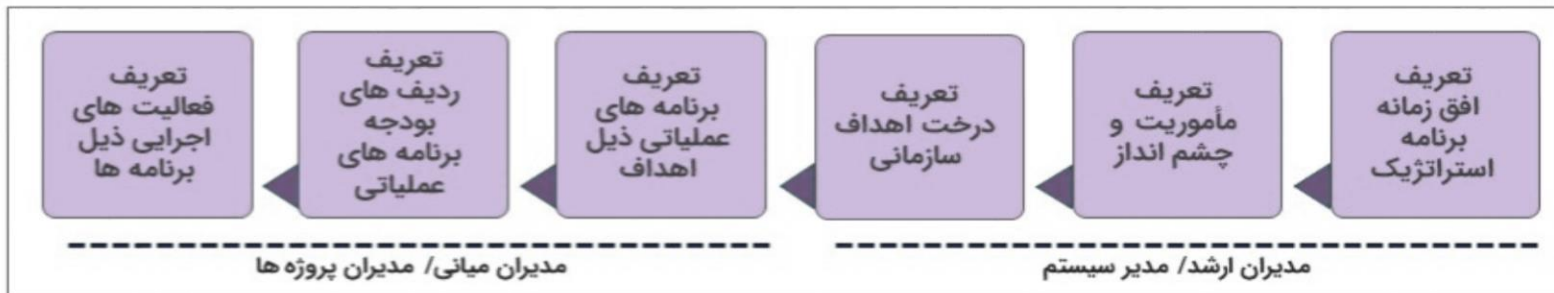 تعریف
افق زمانه
برنامه
استراتژیک
تعریف
مأموریت و
چشم انداز
تعریف
درخت اهداف
سازمانی
تعریف
برنامه های
عملیاتی ذیل
اهداف
تعریف
ردیف های
بودجه
برنامه های
عملیاتی
تعریف
فعالیت های
اجرایی ذیل
برنامه ها
مدیران ارشد/ مدیر سیستم
مدیران میانی/ مدیران پروژه ها